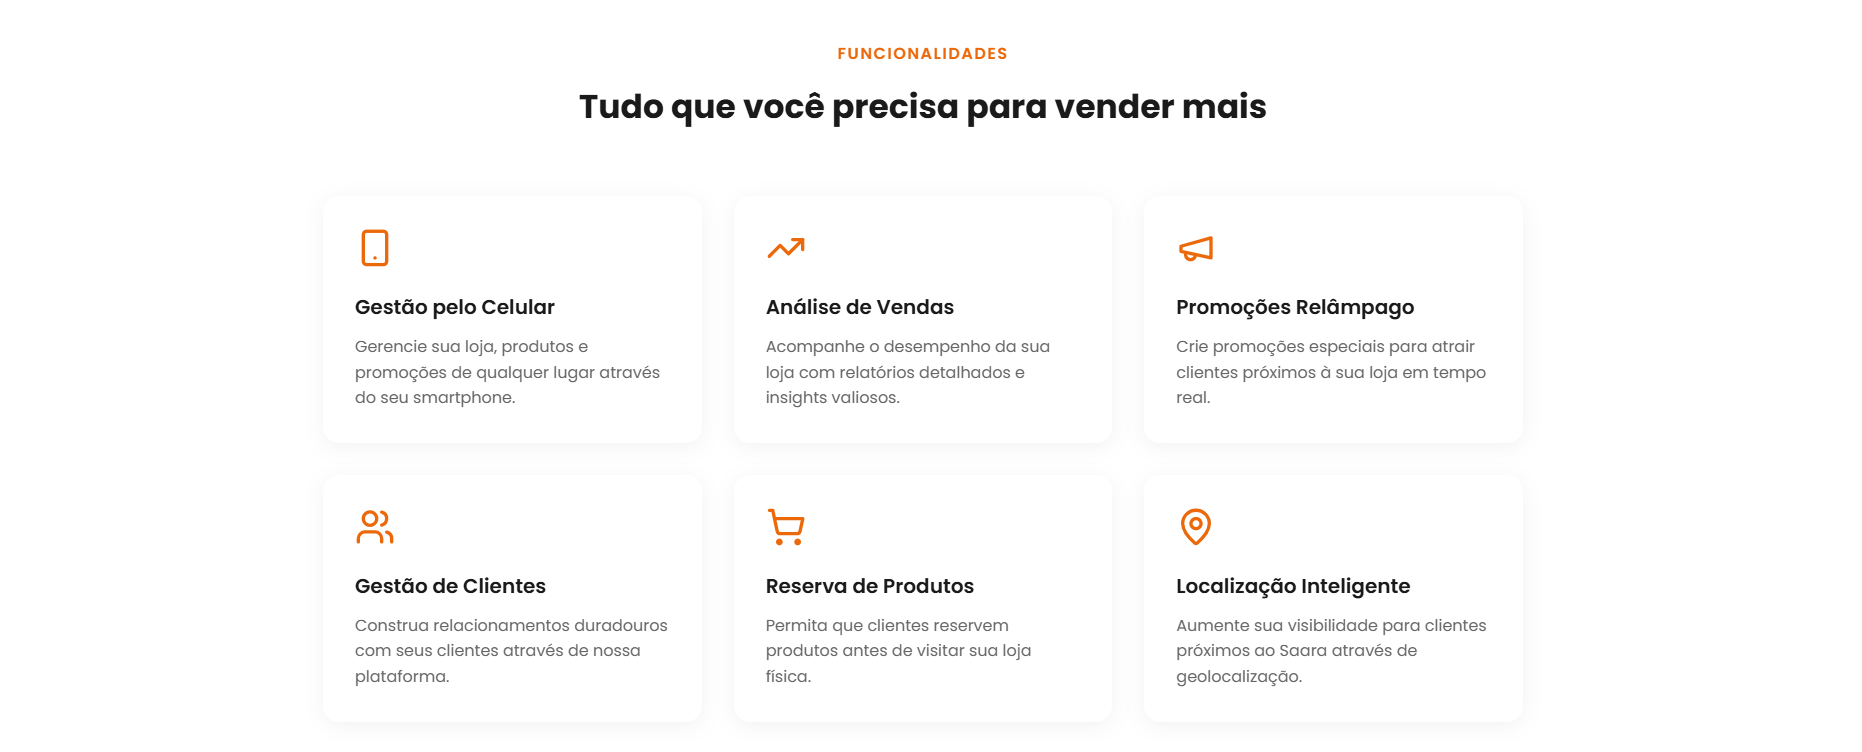 FUNCIONALIDADES
Tudo que você precisa para vender mais
Gestão pelo Celular
Gerencie sua loja, produtos e
promoções de qualquer lugar através
do seu smartphone.
Análise de Vendas
Acompanhe o desempenho da sua
loja com relatórios detalhados e
insights valiosos.
Promoções Relâmpago
Crie promoções especiais para atrair
clientes próximos à sua loja em tempo
real.
Gestão de Clientes
Construa relacionamentos duradouros
com seus clientes através de nossa
plataforma.
Reserva de Produtos
Permita que clientes reservem
produtos antes de visitar sua loja
física.
Localização Inteligente
Aumente sua visibilidade para clientes
próximos ao Saara através de
geolocalização.